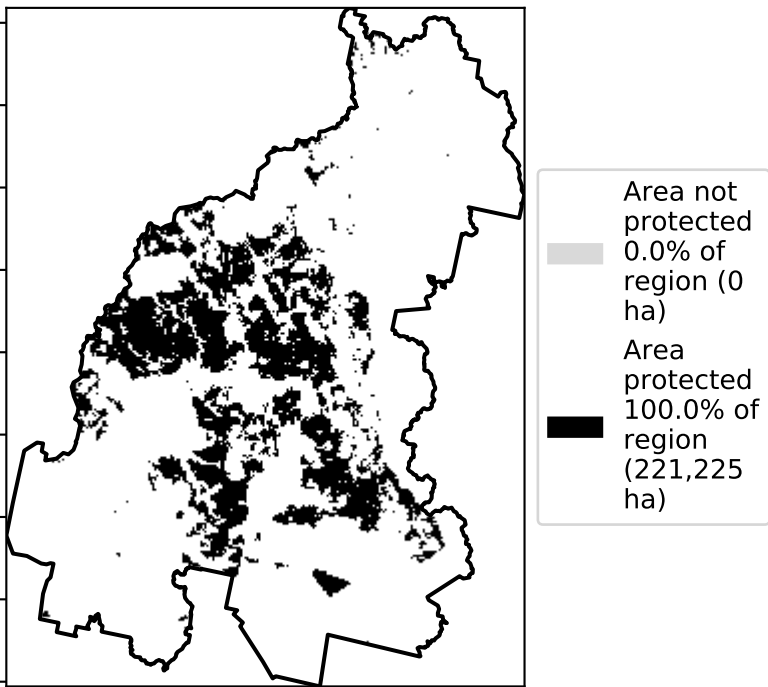 Area not
protected
0.0% of
region (0
ha)
Area
protected
100.0% of
region
(221,225
ha)